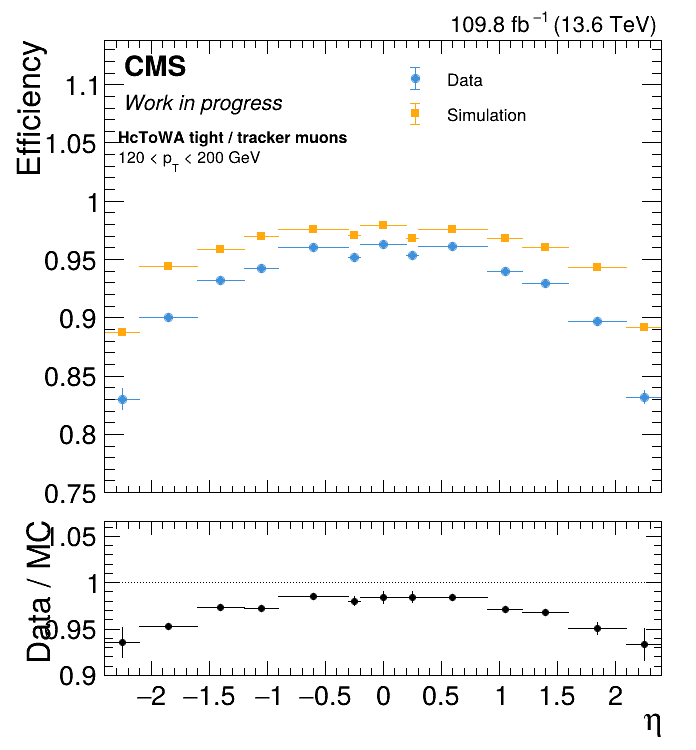 109.8 fb⁻¹ (13.6 TeV)
Efficiency
CMS
Work in progress
HcToWA tight / tracker muons
120 < p_T < 200 GeV
Data
Simulation
1.1
1.05
1
0.95
0.9
0.85
0.8
0.75
Data / MC
1.05
1
0.95
0.9
−2 −1.5 −1 −0.5 0 0.5 1 1.5 2
η